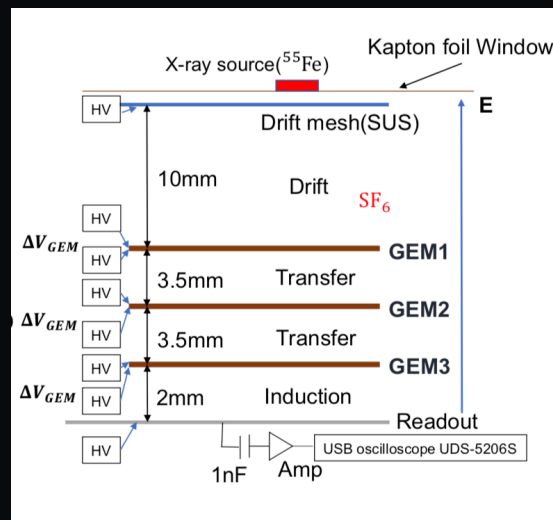 Kapton foil Window
X-ray source(⁵⁵Fe)
HV
E
Drift mesh(SUS)
10mm
Drift
SF₆
HV
ΔV_GEM
HV
GEM1
HV
3.5mm
Transfer
GEM2
ΔV_GEM
HV
3.5mm
Transfer
HV
GEM3
ΔV_GEM
HV
2mm
Induction
Readout
HV
1nF
Amp
USB oscilloscope UDS-5206S